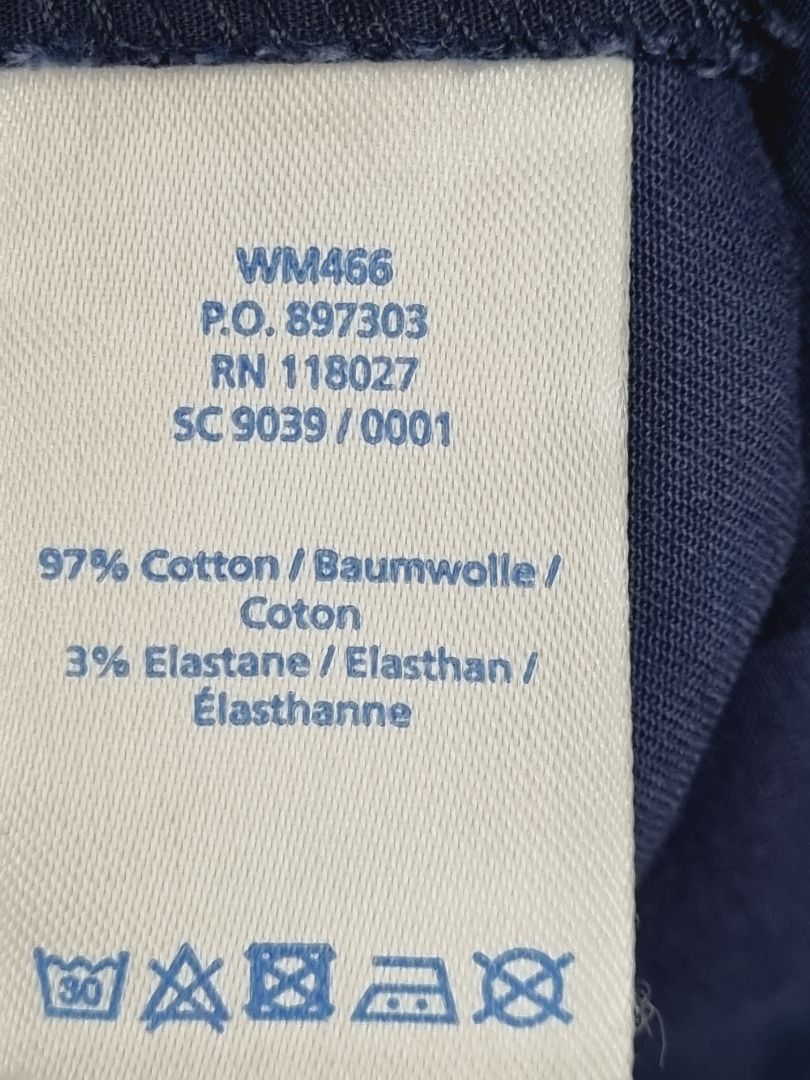 WM466
P.O. 897303
RN 118027
SC 9039 / 0001
97% Cotton / Baumwolle /
Coton
3% Elastane / Elasthan /
Élasthanne
30